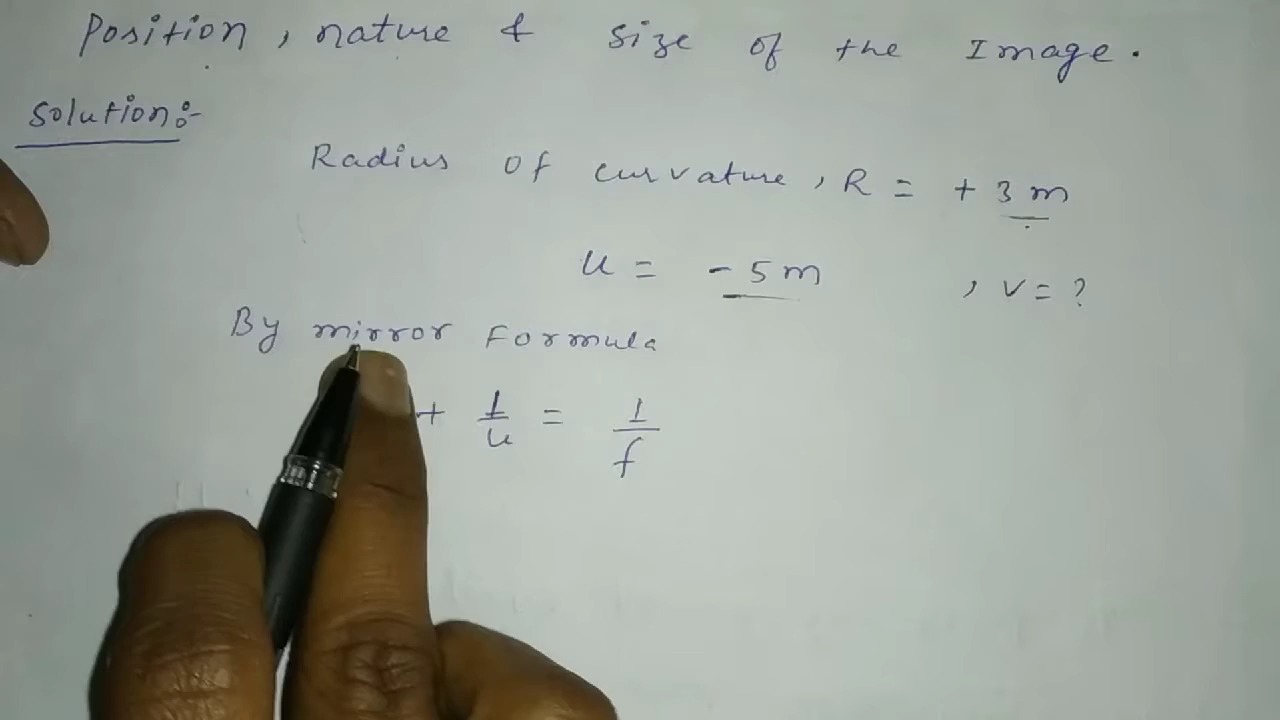 Position, nature & size of the Image.
Solution:-
Radius of curvature, R = + 3 m
u = - 5 m , v = ?
By mirror Formula
+ 1/u = 1/f